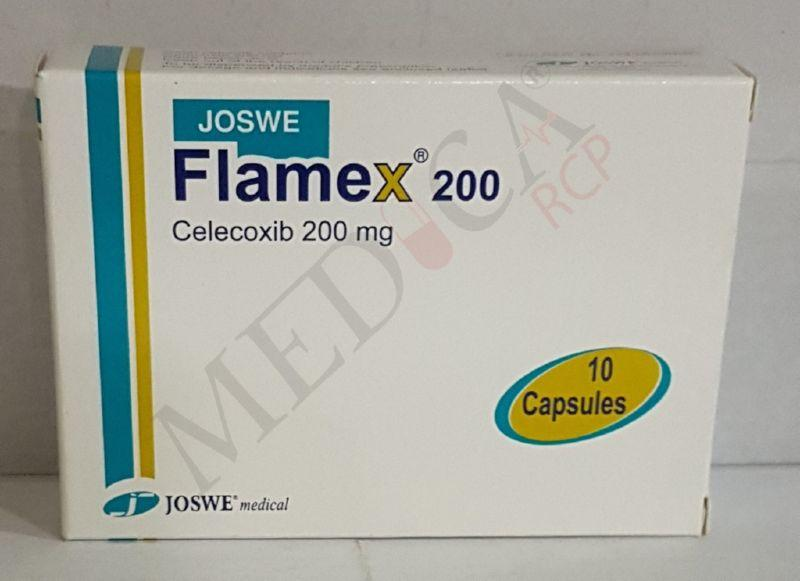 JOSWE
Flamex® 200
Celecoxib 200 mg
10
Capsules
JOSWE® medical
MEDICA®
RCP